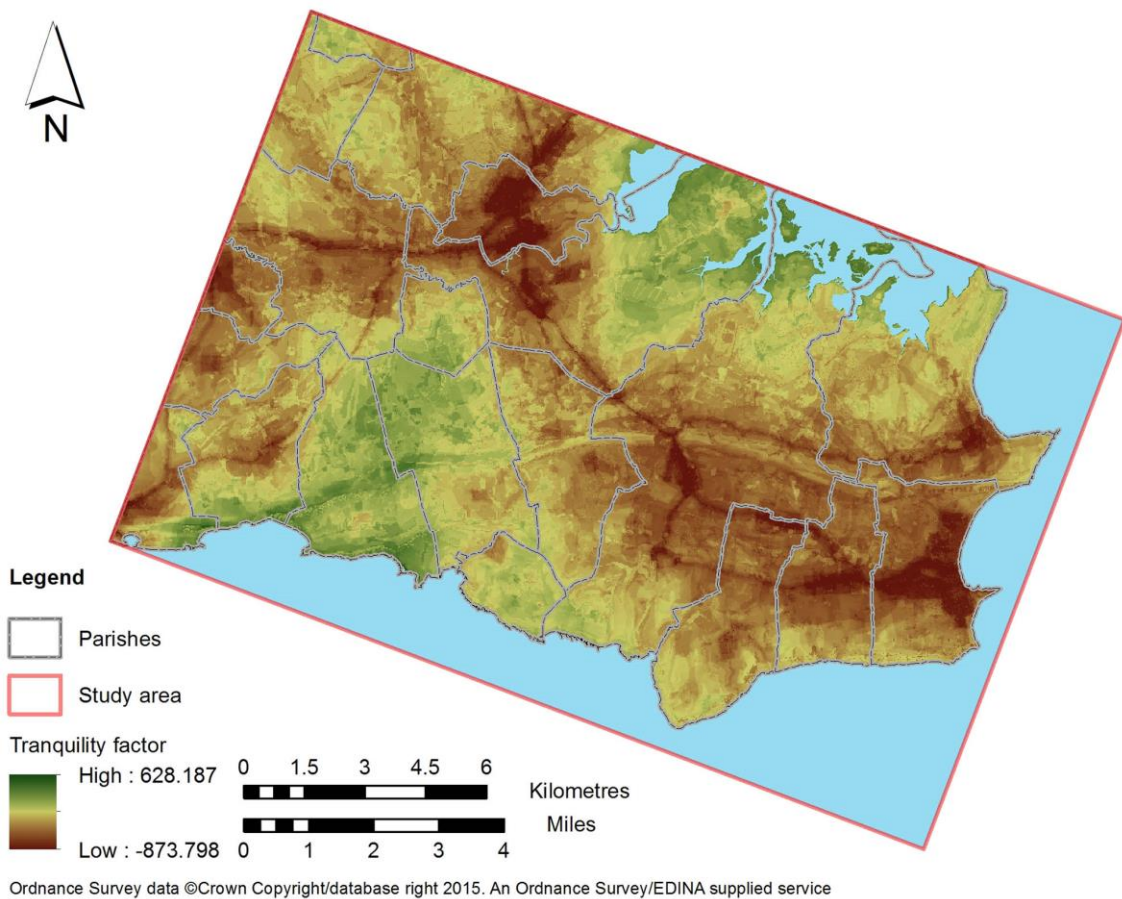 N
Legend
Parishes
Study area
Tranquility factor
High : 628.187
Low : -873.798
0 1.5 3 4.5 6
Kilometres
Miles
0 1 2 3 4
Ordnance Survey data ©Crown Copyright/database right 2015. An Ordnance Survey/EDINA supplied service